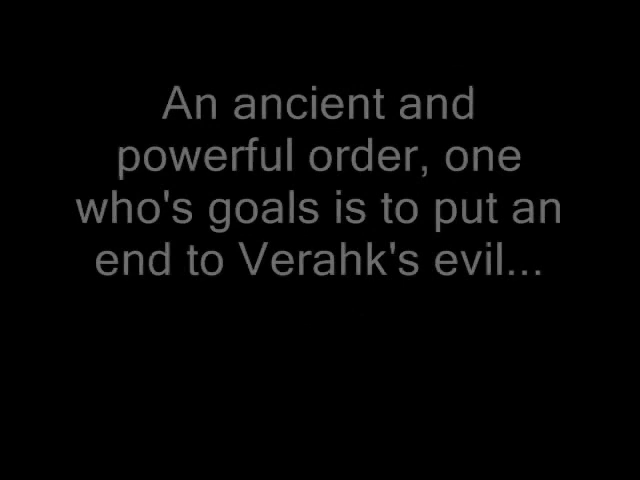 An ancient and
powerful order, one
who's goals is to put an
end to Verahk's evil...